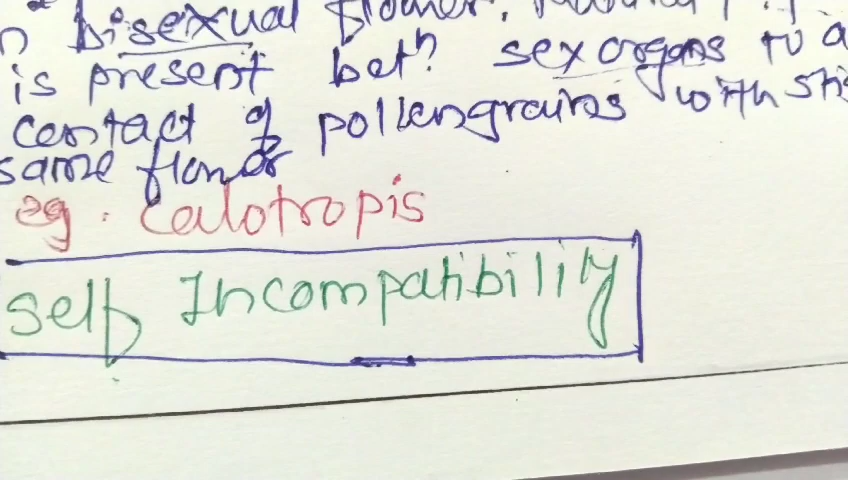 n bisexual flower,
is present betn sex organs to a
contact of pollengrains with sti
same flower
eg. Calotropis
self Incompatibility